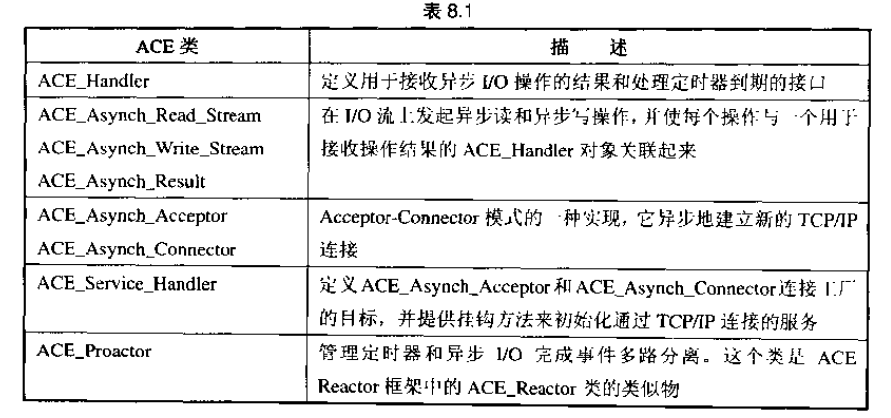 表 8.1
ACE 类
描 述
ACE_Handler
定义用于接收异步 I/O 操作的结果和处理定时器到期的接口
ACE_Asynch_Read_Stream
ACE_Asynch_Write_Stream
ACE_Asynch_Result
在 I/O 流上发起异步读和异步写操作，并使每个操作与一个用于
接收操作结果的 ACE_Handler 对象关联起来
ACE_Asynch_Acceptor
ACE_Asynch_Connector
Acceptor-Connector 模式的一种实现，它异步地建立新的 TCP/IP
连接
ACE_Service_Handler
定义 ACE_Asynch_Acceptor 和 ACE_Asynch_Connector 连接工厂
的目标，并提供挂钩方法来初始化通过 TCP/IP 连接的服务
ACE_Proactor
管理定时器和异步 I/O 完成事件多路分离。这个类是 ACE
Reactor 框架中的 ACE_Reactor 类的类似物